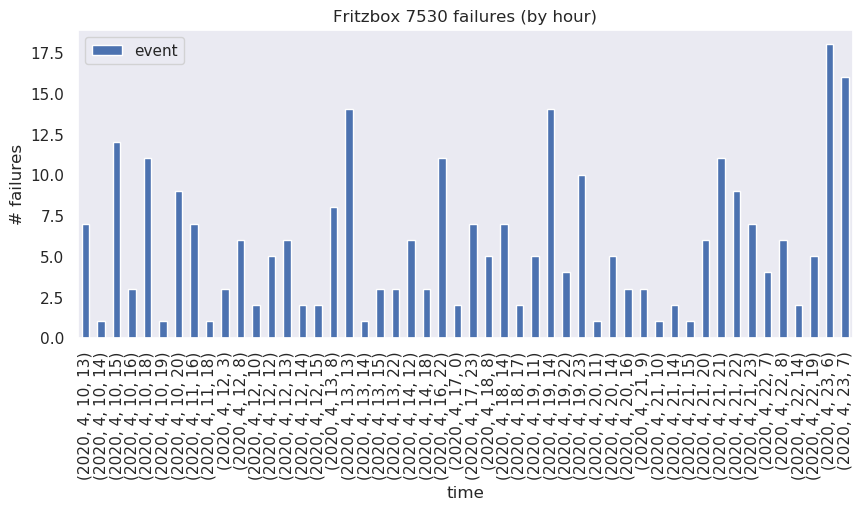 Fritzbox 7530 failures (by hour)
event
# failures
17.5
15.0
12.5
10.0
7.5
5.0
2.5
0.0
(2020, 4, 10, 13)
(2020, 4, 10, 14)
(2020, 4, 10, 15)
(2020, 4, 10, 16)
(2020, 4, 10, 18)
(2020, 4, 10, 19)
(2020, 4, 10, 20)
(2020, 4, 11, 16)
(2020, 4, 11, 18)
(2020, 4, 12, 3)
(2020, 4, 12, 8)
(2020, 4, 12, 10)
(2020, 4, 12, 12)
(2020, 4, 12, 13)
(2020, 4, 12, 14)
(2020, 4, 12, 15)
(2020, 4, 13, 8)
(2020, 4, 13, 13)
(2020, 4, 13, 14)
(2020, 4, 13, 15)
(2020, 4, 13, 22)
(2020, 4, 14, 12)
(2020, 4, 14, 18)
(2020, 4, 16, 22)
(2020, 4, 17, 0)
(2020, 4, 17, 23)
(2020, 4, 18, 8)
(2020, 4, 18, 14)
(2020, 4, 18, 17)
(2020, 4, 19, 11)
(2020, 4, 19, 14)
(2020, 4, 19, 22)
(2020, 4, 19, 23)
(2020, 4, 20, 11)
(2020, 4, 20, 14)
(2020, 4, 20, 16)
(2020, 4, 21, 9)
(2020, 4, 21, 10)
(2020, 4, 21, 14)
(2020, 4, 21, 15)
(2020, 4, 21, 20)
(2020, 4, 21, 21)
(2020, 4, 21, 22)
(2020, 4, 21, 23)
(2020, 4, 22, 7)
(2020, 4, 22, 8)
(2020, 4, 22, 14)
(2020, 4, 22, 19)
(2020, 4, 23, 6)
(2020, 4, 23, 7)
time